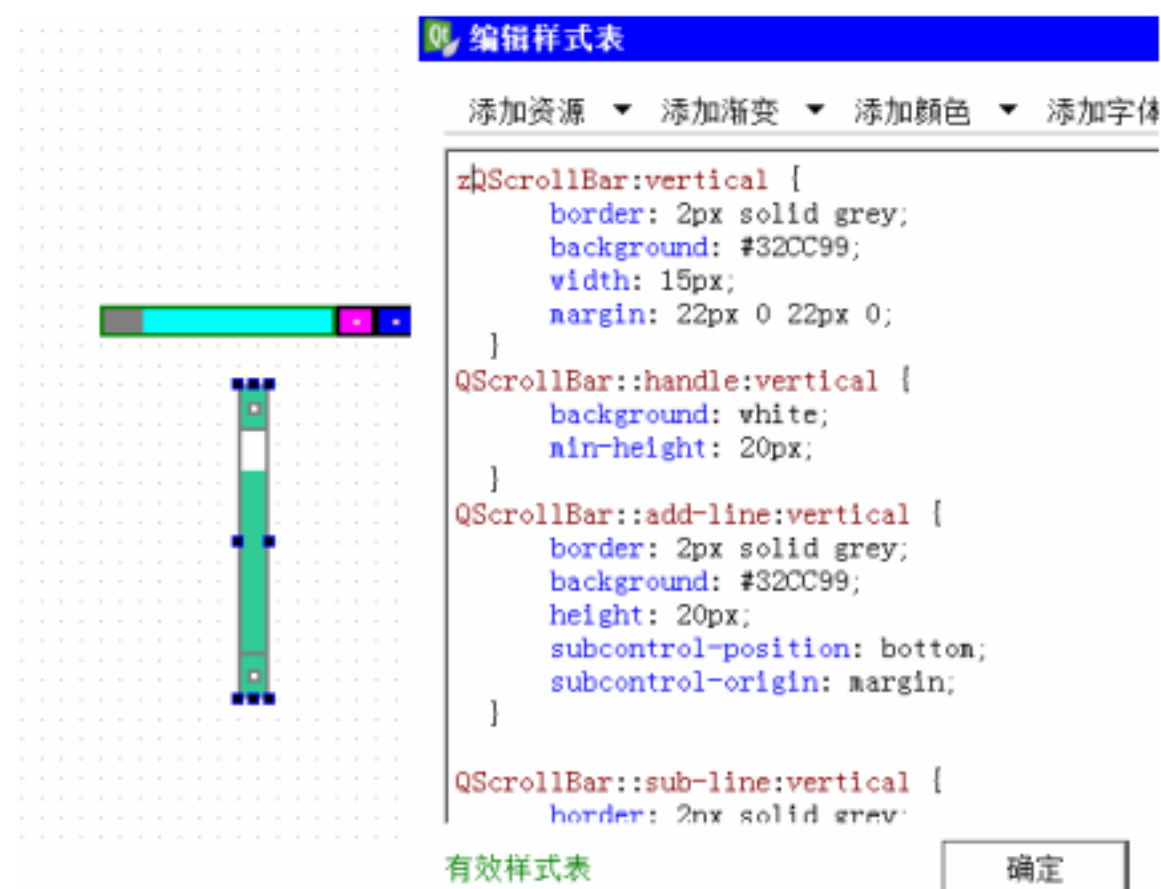 编辑样式表
添加资源 添加渐变 添加颜色 添加字体
zQScrollBar:vertical {
border: 2px solid grey;
background: #32CC99;
width: 15px;
margin: 22px 0 22px 0;
}
QScrollBar::handle:vertical {
background: white;
min-height: 20px;
}
QScrollBar::add-line:vertical {
border: 2px solid grey;
background: #32CC99;
height: 20px;
subcontrol-position: bottom;
subcontrol-origin: margin;
}
QScrollBar::sub-line:vertical {
border: 2px solid grey;
有效样式表
确定